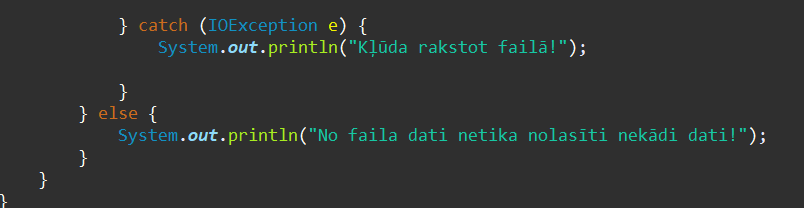 } catch (IOException e) {
System.out.println("Kļūda rakstot failā!");
}
} else {
System.out.println("No faila dati netika nolasīti nekādi dati!");
}
}
}